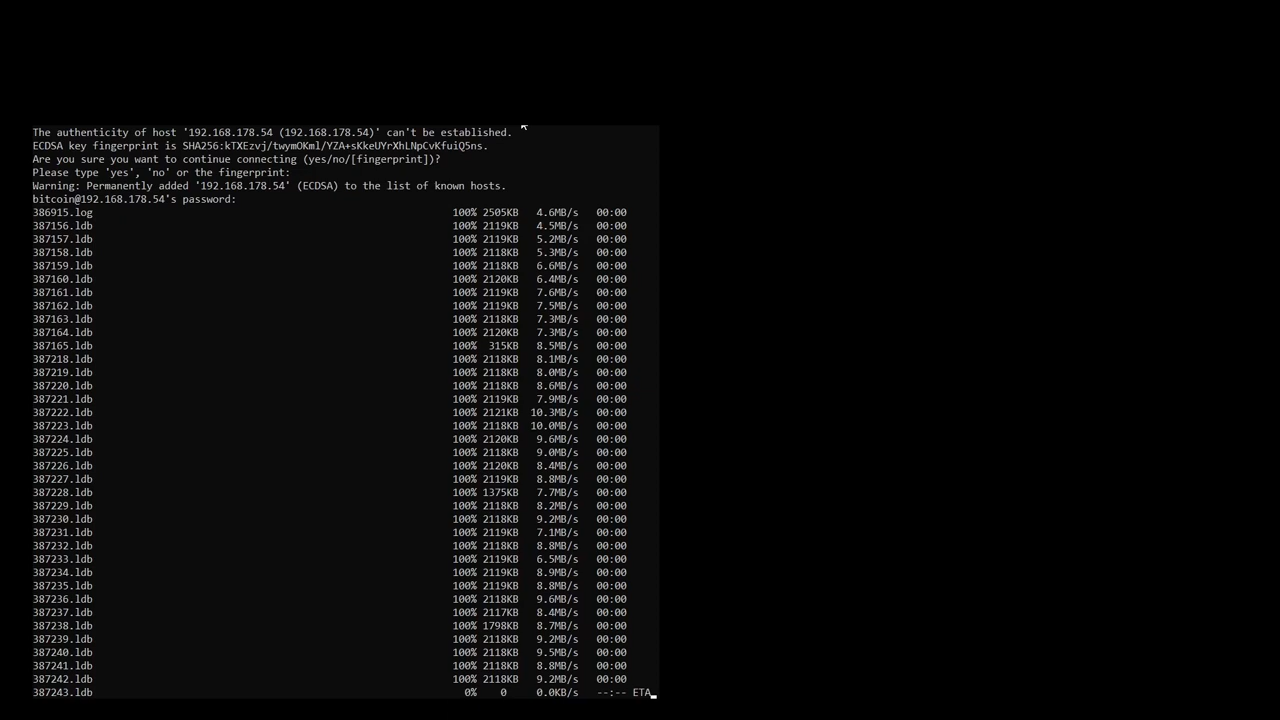 The authenticity of host '192.168.178.54 (192.168.178.54)' can't be established.
ECDSA key fingerprint is SHA256:kTXEzvj/twymOKml/YZA+sKkeUYrXhLNpCvKfuiQ5ns.
Are you sure you want to continue connecting (yes/no/[fingerprint])?
Please type 'yes', 'no' or the fingerprint:
Warning: Permanently added '192.168.178.54' (ECDSA) to the list of known hosts.
bitcoin@192.168.178.54's password:
386915.log 100% 2505KB 4.6MB/s 00:00
387156.ldb 100% 2119KB 4.5MB/s 00:00
387157.ldb 100% 2119KB 5.2MB/s 00:00
387158.ldb 100% 2118KB 5.3MB/s 00:00
387159.ldb 100% 2118KB 6.6MB/s 00:00
387160.ldb 100% 2120KB 6.4MB/s 00:00
387161.ldb 100% 2119KB 7.6MB/s 00:00
387162.ldb 100% 2119KB 7.5MB/s 00:00
387163.ldb 100% 2118KB 7.3MB/s 00:00
387164.ldb 100% 2120KB 7.3MB/s 00:00
387165.ldb 100% 315KB 8.5MB/s 00:00
387218.ldb 100% 2118KB 8.1MB/s 00:00
387219.ldb 100% 2118KB 8.0MB/s 00:00
387220.ldb 100% 2118KB 8.6MB/s 00:00
387221.ldb 100% 2119KB 7.9MB/s 00:00
387222.ldb 100% 2121KB 10.3MB/s 00:00
387223.ldb 100% 2118KB 10.0MB/s 00:00
387224.ldb 100% 2120KB 9.6MB/s 00:00
387225.ldb 100% 2118KB 9.0MB/s 00:00
387226.ldb 100% 2120KB 8.4MB/s 00:00
387227.ldb 100% 2119KB 8.8MB/s 00:00
387228.ldb 100% 1375KB 7.7MB/s 00:00
387229.ldb 100% 2118KB 8.2MB/s 00:00
387230.ldb 100% 2118KB 9.2MB/s 00:00
387231.ldb 100% 2119KB 7.1MB/s 00:00
387232.ldb 100% 2118KB 8.8MB/s 00:00
387233.ldb 100% 2119KB 6.5MB/s 00:00
387234.ldb 100% 2119KB 8.9MB/s 00:00
387235.ldb 100% 2119KB 8.8MB/s 00:00
387236.ldb 100% 2118KB 9.6MB/s 00:00
387237.ldb 100% 2117KB 8.4MB/s 00:00
387238.ldb 100% 1798KB 8.7MB/s 00:00
387239.ldb 100% 2118KB 9.2MB/s 00:00
387240.ldb 100% 2118KB 9.5MB/s 00:00
387241.ldb 100% 2118KB 8.8MB/s 00:00
387242.ldb 100% 2118KB 9.2MB/s 00:00
387243.ldb 0% 0 0.0KB/s --:-- ETA